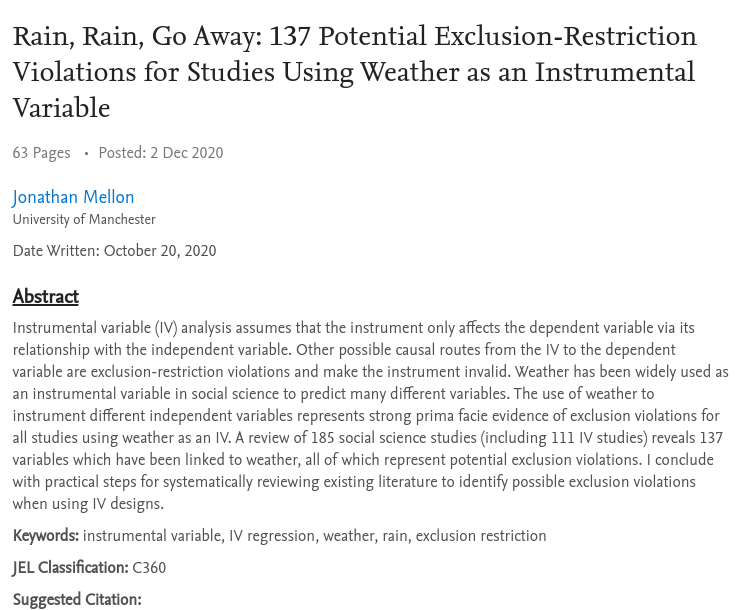 Rain, Rain, Go Away: 137 Potential Exclusion-Restriction
Violations for Studies Using Weather as an Instrumental
Variable
63 Pages • Posted: 2 Dec 2020
Jonathan Mellon
University of Manchester
Date Written: October 20, 2020
Abstract
Instrumental variable (IV) analysis assumes that the instrument only affects the dependent variable via its
relationship with the independent variable. Other possible causal routes from the IV to the dependent
variable are exclusion-restriction violations and make the instrument invalid. Weather has been widely used as
an instrumental variable in social science to predict many different variables. The use of weather to
instrument different independent variables represents strong prima facie evidence of exclusion violations for
all studies using weather as an IV. A review of 185 social science studies (including 111 IV studies) reveals 137
variables which have been linked to weather, all of which represent potential exclusion violations. I conclude
with practical steps for systematically reviewing existing literature to identify possible exclusion violations
when using IV designs.
Keywords: instrumental variable, IV regression, weather, rain, exclusion restriction
JEL Classification: C360
Suggested Citation: